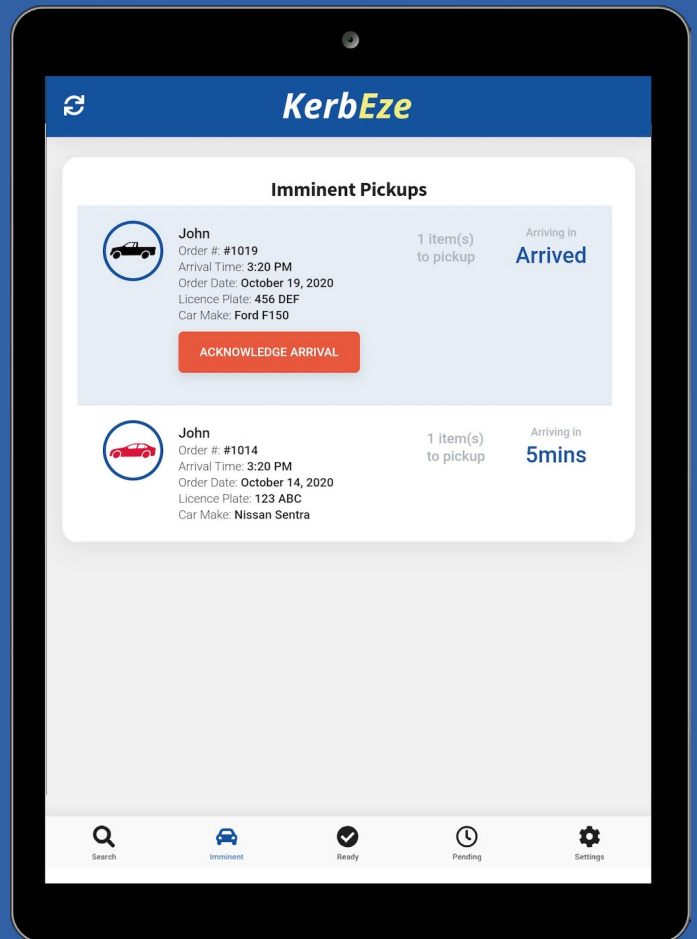 KerbEze
Imminent Pickups
John
Order #: #1019
Arrival Time: 3:20 PM
Order Date: October 19, 2020
Licence Plate: 456 DEF
Car Make: Ford F150
ACKNOWLEDGE ARRIVAL
1 item(s)
to pickup
Arriving in
Arrived
John
Order #: #1014
Arrival Time: 3:20 PM
Order Date: October 14, 2020
Licence Plate: 123 ABC
Car Make: Nissan Sentra
1 item(s)
to pickup
Arriving in
5mins
Search
Imminent
Ready
Pending
Settings